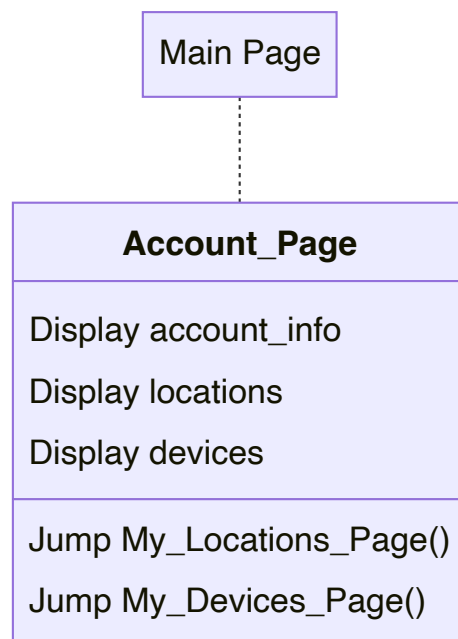 Main Page
Account_Page
Display account_info
Display locations
Display devices
Jump My_Locations_Page()
Jump My_Devices_Page()